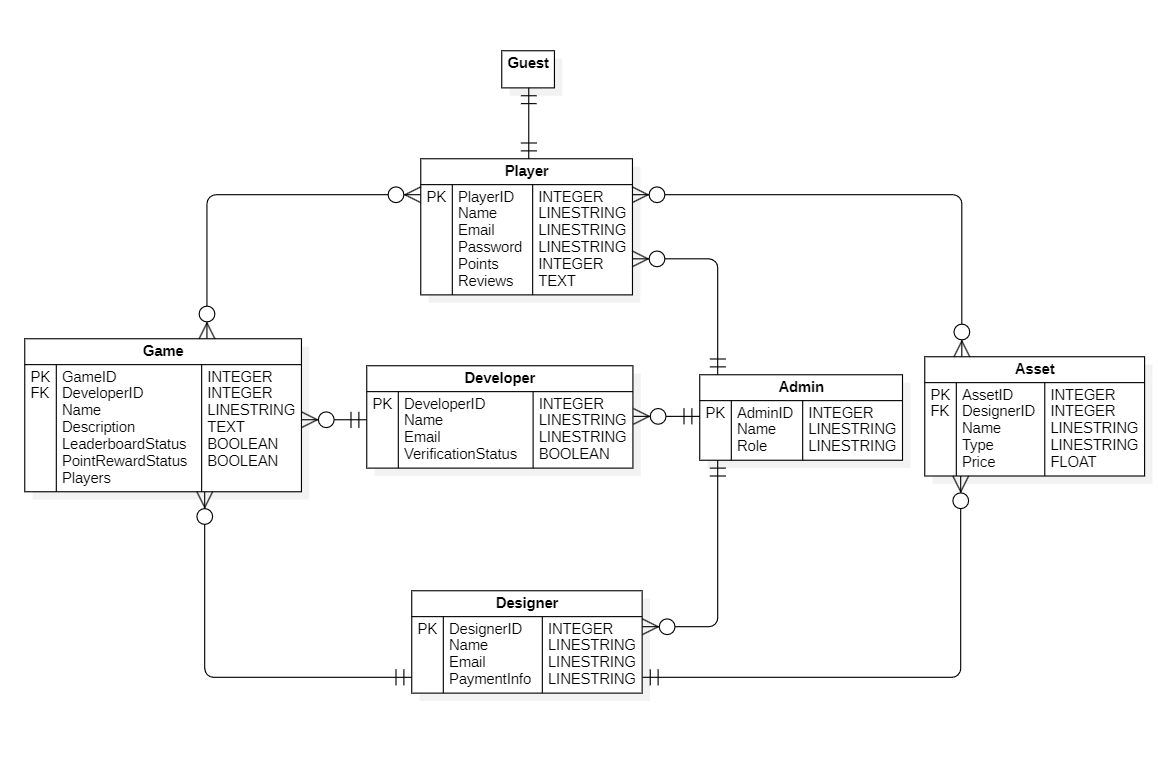 Guest
Player
PK PlayerID INTEGER
Name LINESTRING
Email LINESTRING
Password LINESTRING
Points INTEGER
Reviews TEXT
Game
PK GameID INTEGER
FK DeveloperID INTEGER
Name LINESTRING
Description TEXT
LeaderboardStatus BOOLEAN
PointRewardStatus BOOLEAN
Players
Developer
PK DeveloperID INTEGER
Name LINESTRING
Email LINESTRING
VerificationStatus BOOLEAN
Admin
PK AdminID INTEGER
Name LINESTRING
Role LINESTRING
Asset
PK AssetID INTEGER
FK DesignerID INTEGER
Name LINESTRING
Type LINESTRING
Price FLOAT
Designer
PK DesignerID INTEGER
Name LINESTRING
Email LINESTRING
PaymentInfo LINESTRING